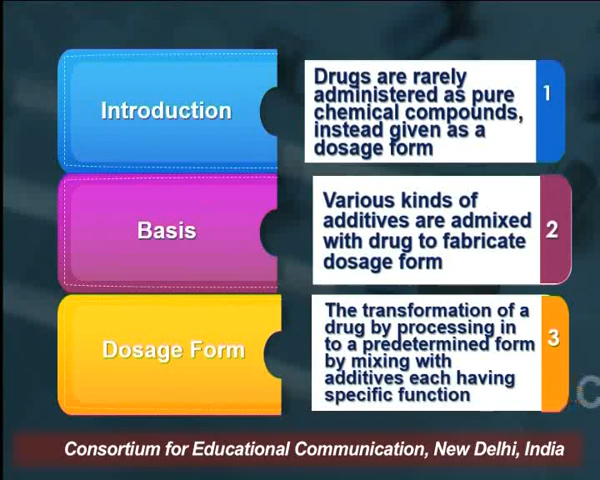 Introduction
Drugs are rarely
administered as pure
chemical compounds,
instead given as a
dosage form
1
Basis
Various kinds of
additives are admixed
with drug to fabricate
dosage form
2
Dosage Form
The transformation of a
drug by processing in
to a predetermined form
by mixing with
additives each having
specific function
3
Consortium for Educational Communication, New Delhi, India